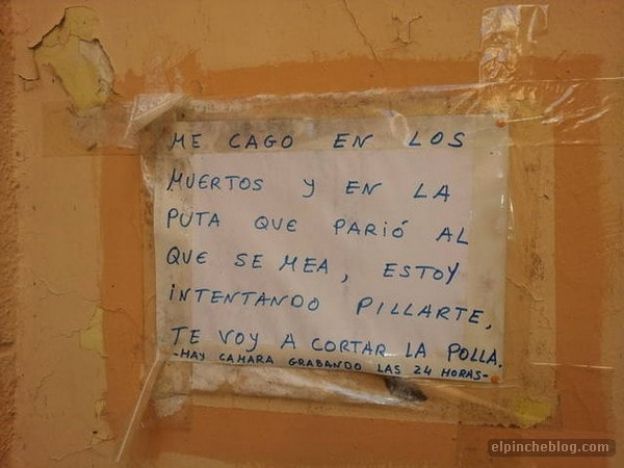 ME CAGO EN LOS
MUERTOS Y EN LA
PUTA QUE PARIÓ AL
QUE SE MEA, ESTOY
INTENTANDO PILLARTE,
TE VOY A CORTAR LA POLLA.
-HAY CAMARA GRABANDO LAS 24 HORAS-
elpincheblog.com